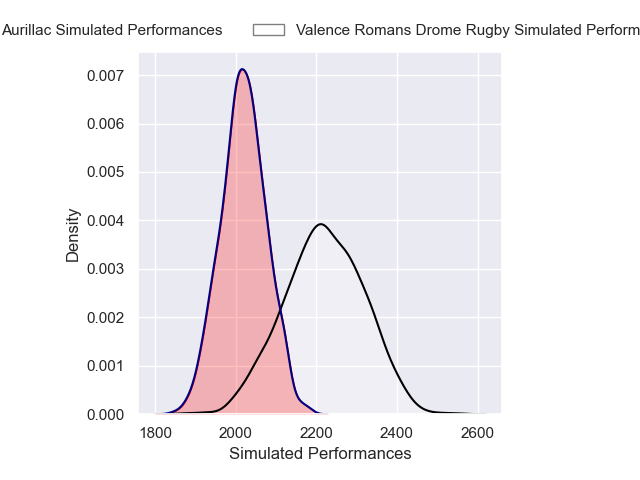 Aurillac Simulated Performances
Valence Romans Drome Rugby Simulated Perform
0.007
0.006
0.005
0.004
0.003
0.002
0.001
0.000
Density
1800 2000 2200 2400 2600
Simulated Performances